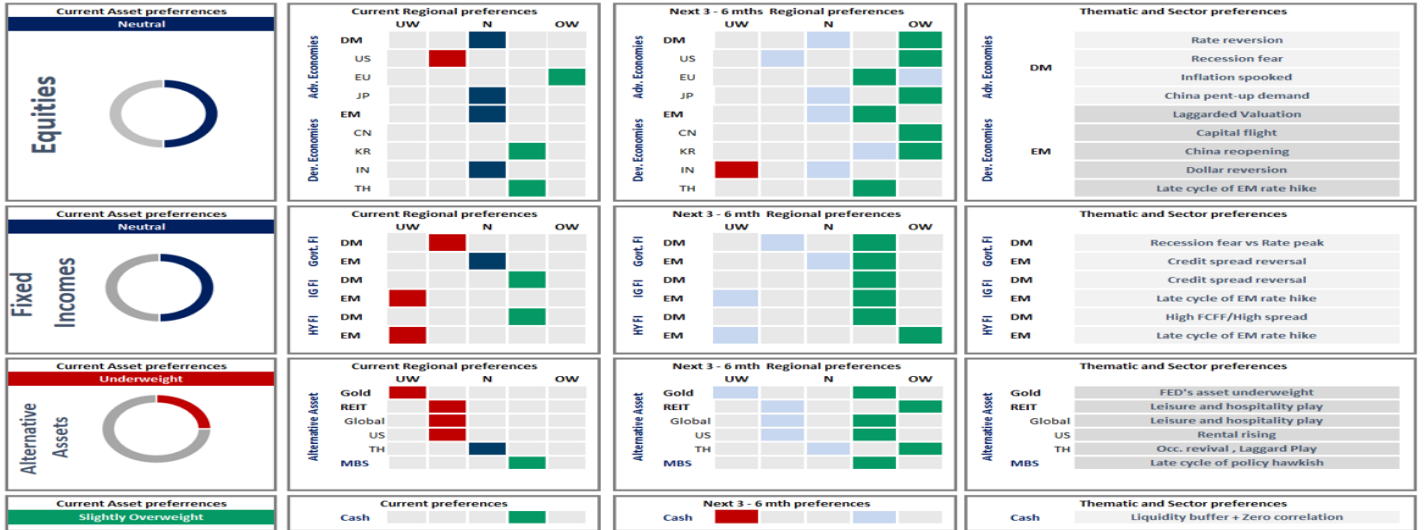 Current Asset preferrences
Neutral
Equities
Current Regional preferences
UW N OW
Adv. Economies
DM
US
EU
JP
Dev. Economies
EM
CN
KR
IN
TH
Next 3 - 6 mths Regional preferences
UW N OW
Adv. Economies
DM
US
EU
JP
Dev. Economies
EM
CN
KR
IN
TH
Thematic and Sector preferences
Adv. Economies
DM
Rate reversion
Recession fear
Inflation spooked
China pent-up demand
Dev. Economies
EM
Laggarded Valuation
Capital flight
China reopening
Dollar reversion
Late cycle of EM rate hike
Current Asset preferrences
Neutral
Fixed
Incomes
Current Regional preferences
UW N OW
Gort. FI
DM
EM
IG FI
DM
EM
HY FI
DM
EM
Next 3 - 6 mth Regional preferences
UW N OW
Gort. FI
DM
EM
IG FI
DM
EM
HY FI
DM
EM
Thematic and Sector preferences
Gort. FI
DM Recession fear vs Rate peak
EM Credit spread reversal
IG FI
DM Credit spread reversal
EM Late cycle of EM rate hike
HY FI
DM High FCFF/High spread
EM Late cycle of EM rate hike
Current Asset preferrences
Underweight
Alternative
Assets
Current Regional preferences
UW N OW
Alternative Asset
Gold
REIT
Global
US
TH
MBS
Next 3 - 6 mth Regional preferences
UW N OW
Alternative Asset
Gold
REIT
Global
US
TH
MBS
Thematic and Sector preferences
Alternative Asset
Gold FED's asset underweight
REIT Leisure and hospitality play
Global Leisure and hospitality play
US Rental rising
TH Occ. revival , Laggard Play
MBS Late cycle of policy hawkish
Current Asset preferrences
Slightly Overweight
Current preferences
Cash
Next 3 - 6 mth preferences
Cash
Thematic and Sector preferences
Cash Liquidity buffer + Zero correlation